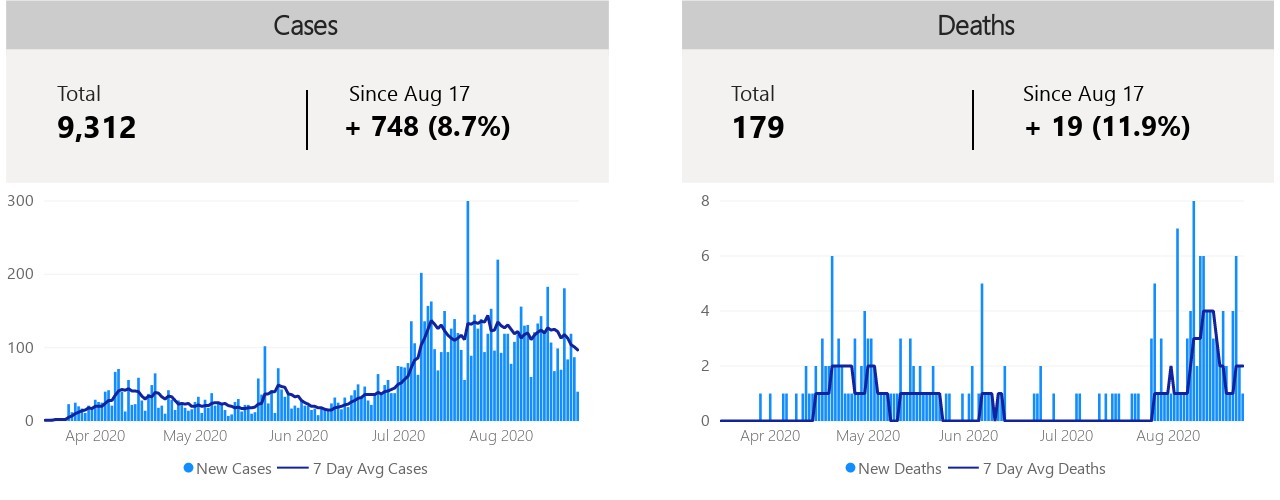 Cases
Total
9,312
Since Aug 17
+ 748 (8.7%)
300
200
100
0
Apr 2020 May 2020 Jun 2020 Jul 2020 Aug 2020
New Cases 7 Day Avg Cases
Deaths
Total
179
Since Aug 17
+ 19 (11.9%)
8
6
4
2
0
Apr 2020 May 2020 Jun 2020 Jul 2020 Aug 2020
New Deaths 7 Day Avg Deaths